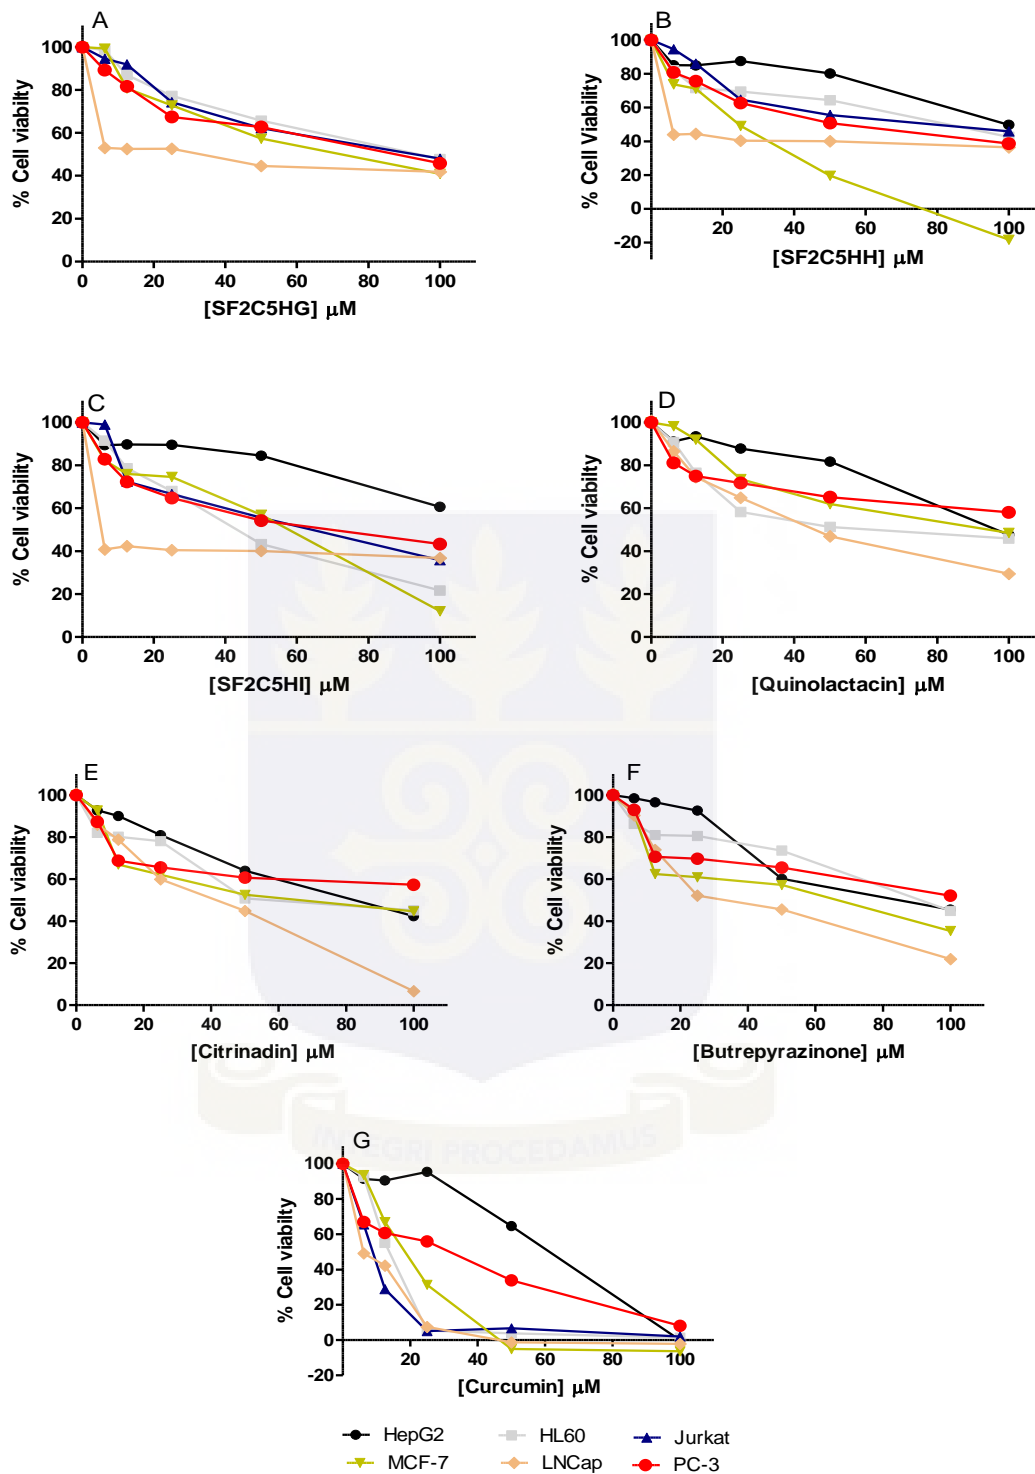 A
% Cell viability
100
80
60
40
20
0
0 20 40 60 80 100
[SF2C5HG] μM
B
% Cell Viability
100
80
60
40
20
0
-20
20 40 60 80 100
[SF2C5HH] μM
C
% Cell viability
100
80
60
40
20
0
0 20 40 60 80 100
[SF2C5HI] μM
D
% Cell viability
100
80
60
40
20
0
0 20 40 60 80 100
[Quinolactacin] μM
E
% Cell viability
100
80
60
40
20
0
0 20 40 60 80 100
[Citrinadin] μM
F
% Cell viability
100
80
60
40
20
0
0 20 40 60 80 100
[Butrepyrazinone] μM
INTEGRI PROCEDAMUS
G
% Cell viabilty
100
80
60
40
20
0
-20
20 40 60 80 100
[Curcumin] μM
HepG2 HL60 Jurkat
MCF-7 LNCap PC-3